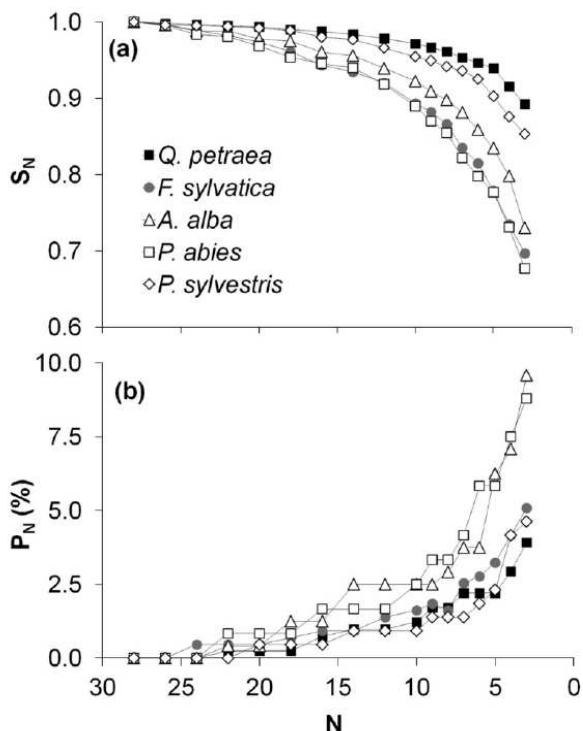 1.0
(a)
0.9
S_N
0.8
Q. petraea
F. sylvatica
A. alba
0.7
P. abies
P. sylvestris
0.6
10.0
(b)
7.5
P_N (%)
5.0
2.5
0.0
30 25 20 15 10 5 0
N